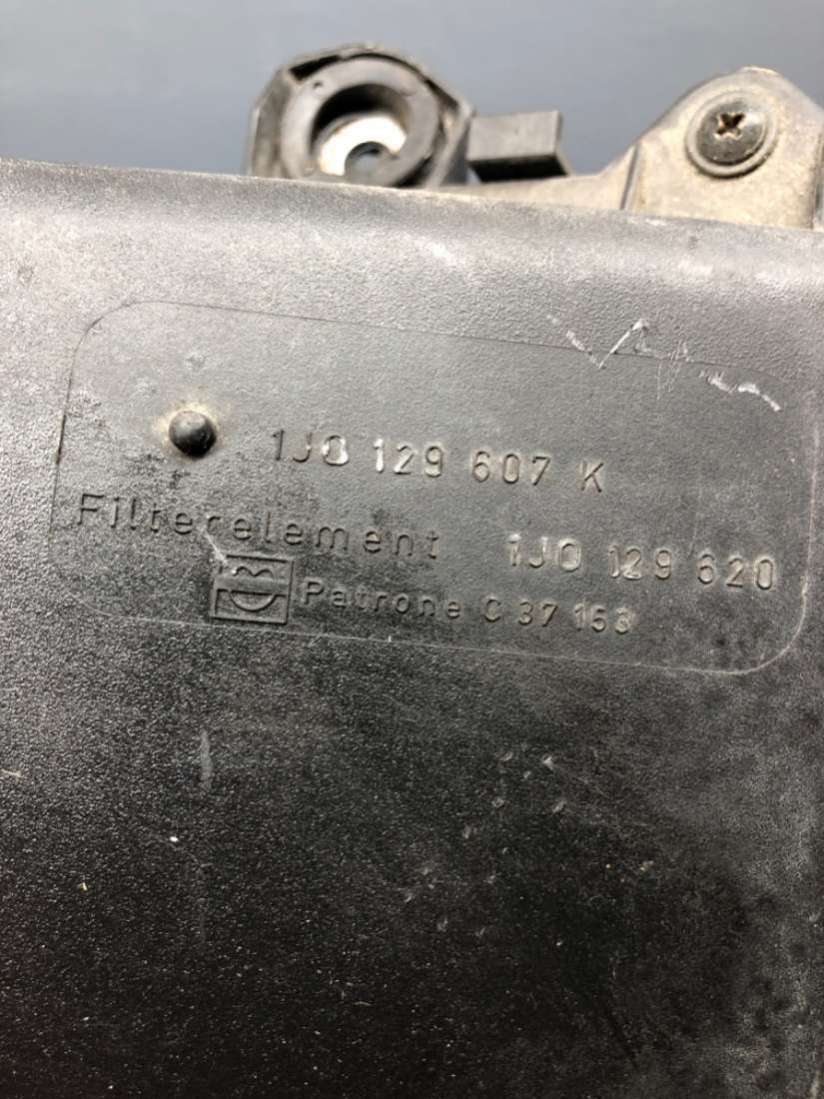 1J0 129 607 K
Filterelement 1J0 129 620
Patrone C 37 153